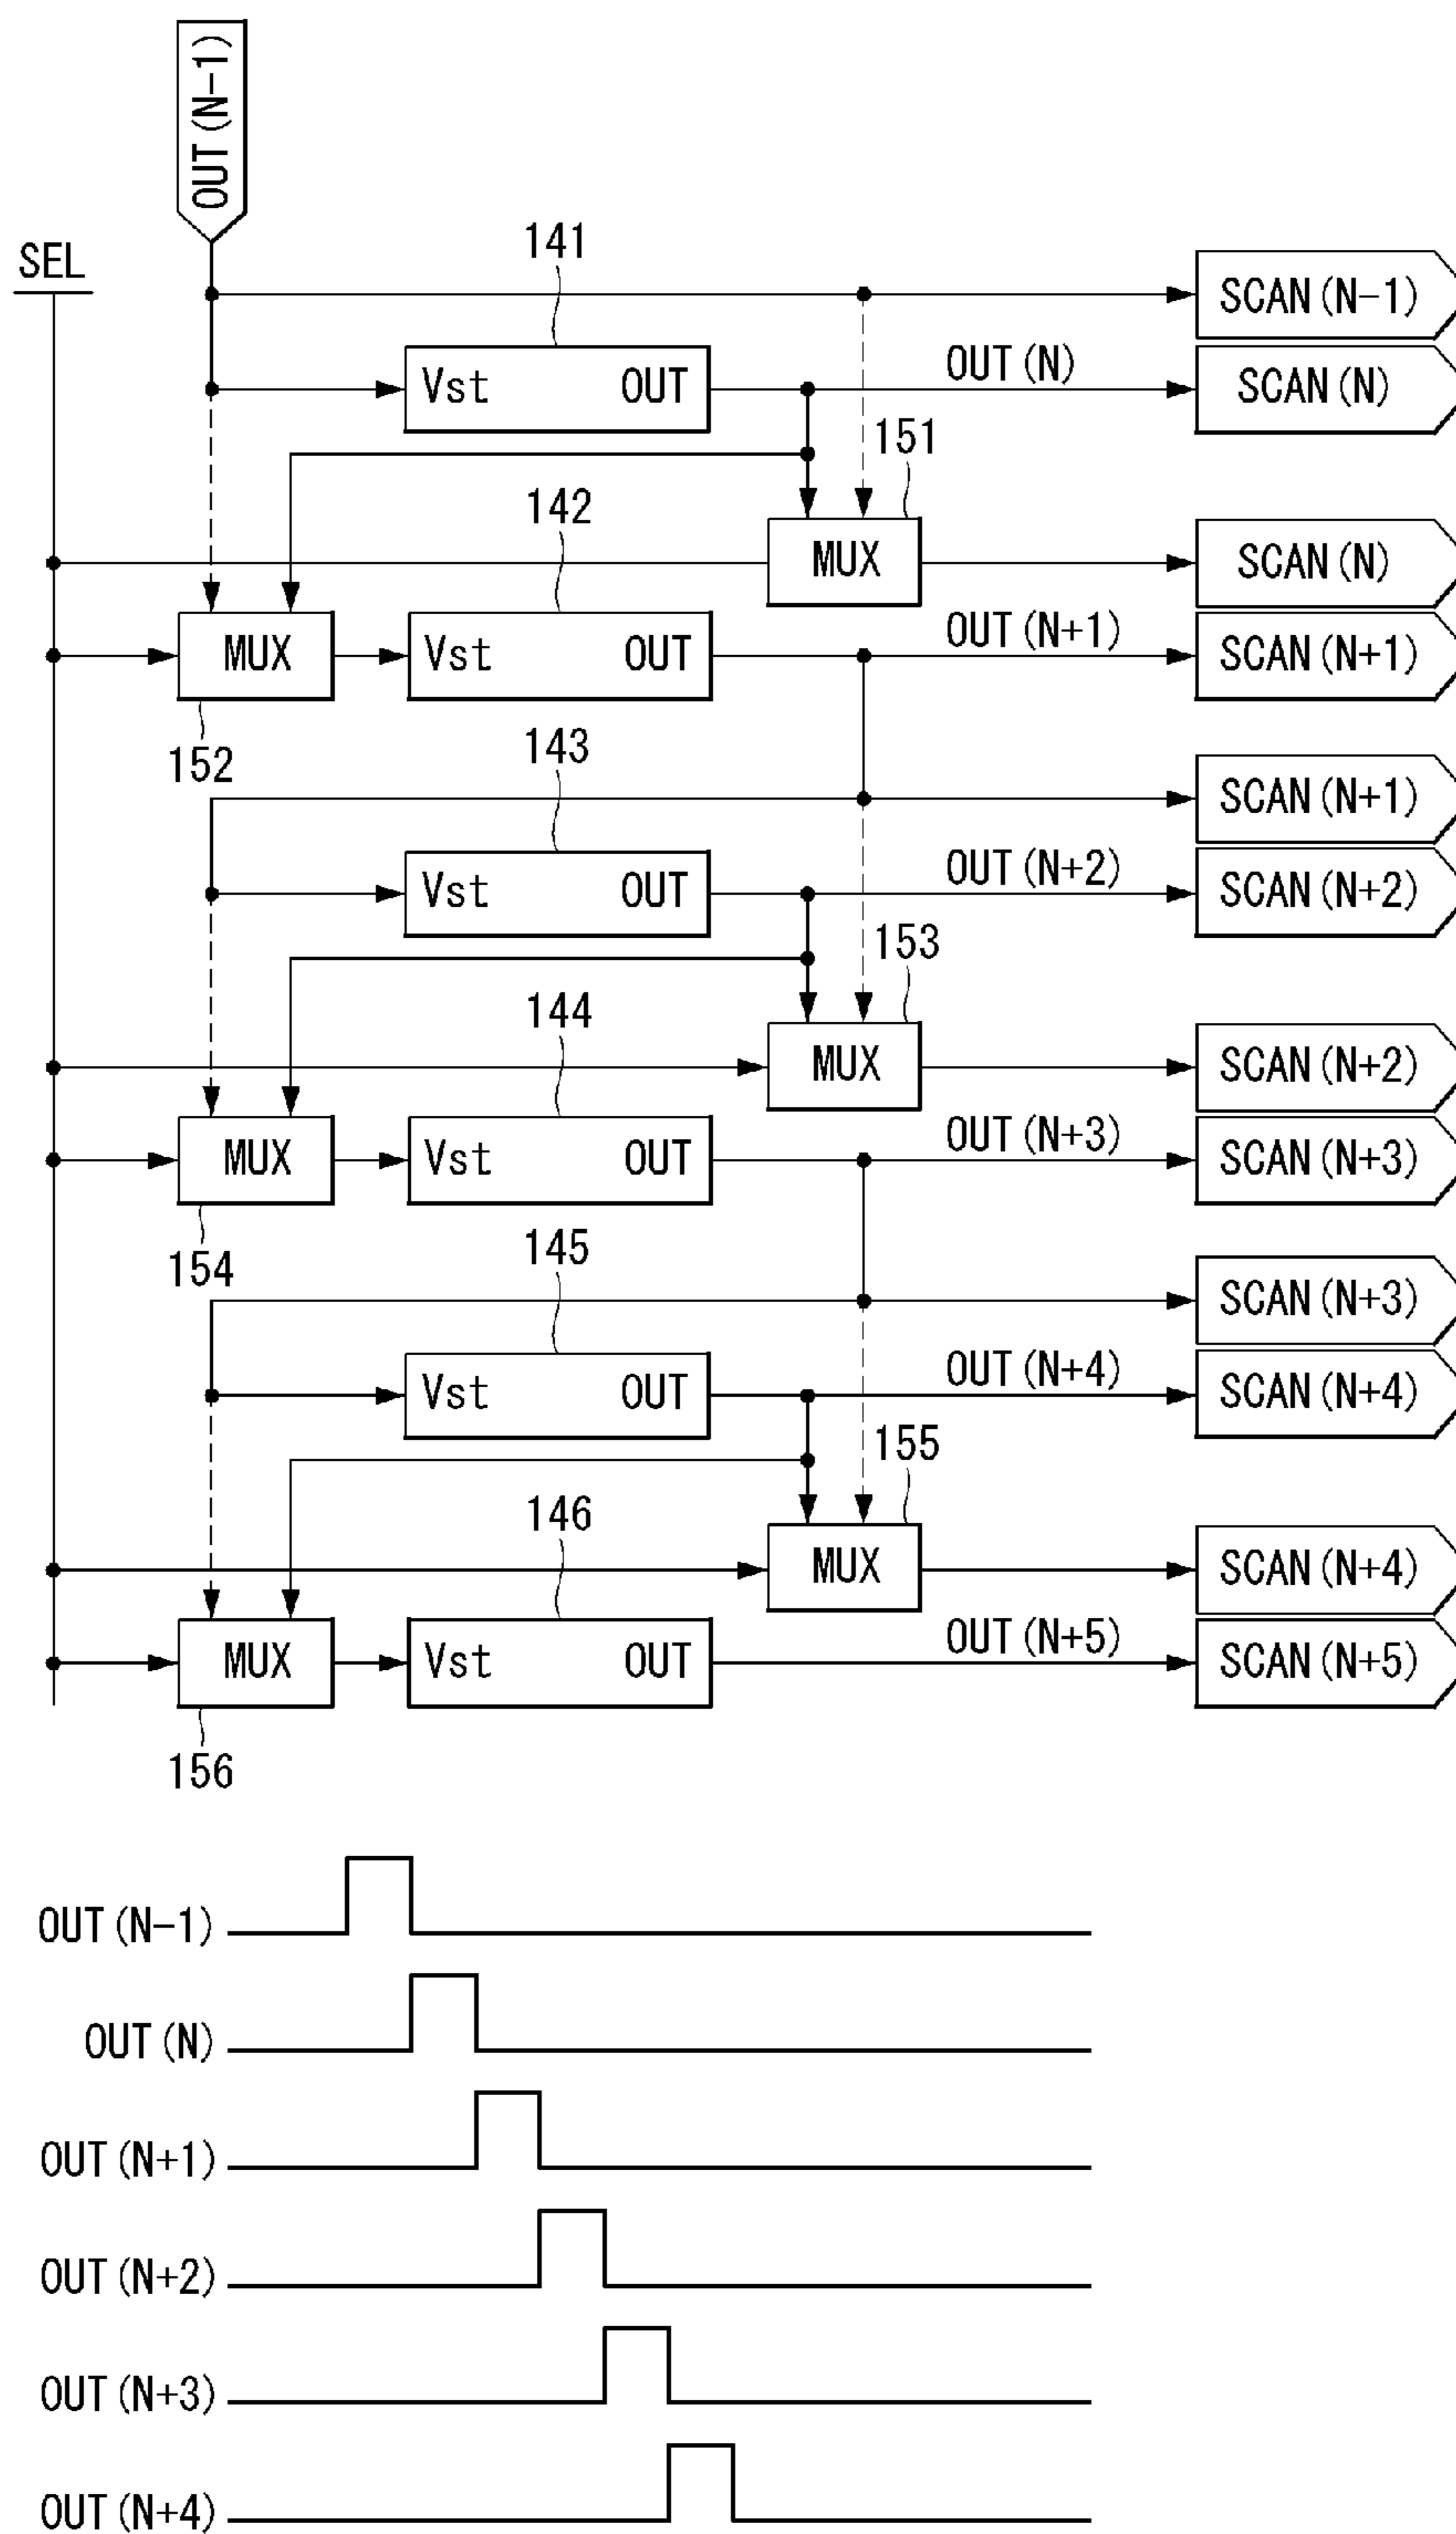 OUT (N-1)
SEL
141
SCAN (N-1)
Vst OUT
OUT (N)
SCAN (N)
151
142
MUX
SCAN (N)
MUX
Vst OUT
OUT (N+1)
SCAN (N+1)
152
143
SCAN (N+1)
Vst OUT
OUT (N+2)
SCAN (N+2)
153
144
MUX
SCAN (N+2)
MUX
Vst OUT
OUT (N+3)
SCAN (N+3)
154
145
SCAN (N+3)
Vst OUT
OUT (N+4)
SCAN (N+4)
155
146
MUX
SCAN (N+4)
MUX
Vst OUT
OUT (N+5)
SCAN (N+5)
156
OUT (N-1)
OUT (N)
OUT (N+1)
OUT (N+2)
OUT (N+3)
OUT (N+4)